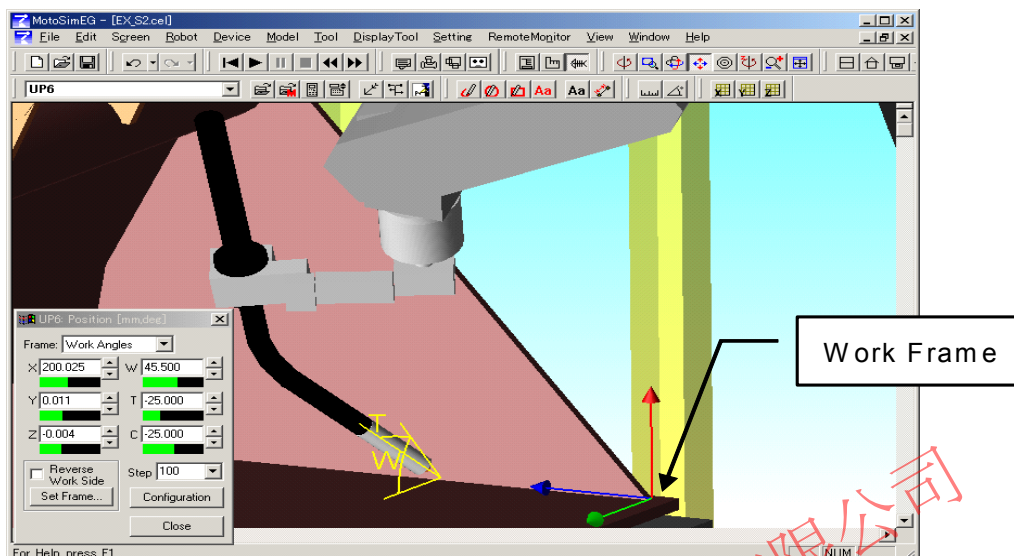 MotoSimEG - [EX_S2.cel]
File Edit Screen Robot Device Model Tool DisplayTool Setting RemoteMonitor View Window Help
UP6
Aa Aa
X Y Z
UP6: Position [mm,deg]
Frame: Work Angles
X 200.025 W 45.500
Y 0.011 T -25.000
Z -0.004 C -25.000
Reverse Work Side
Step 100
Set Frame... Configuration
Close
T
W
Work Frame
限公司
For Help, press F1
NUM